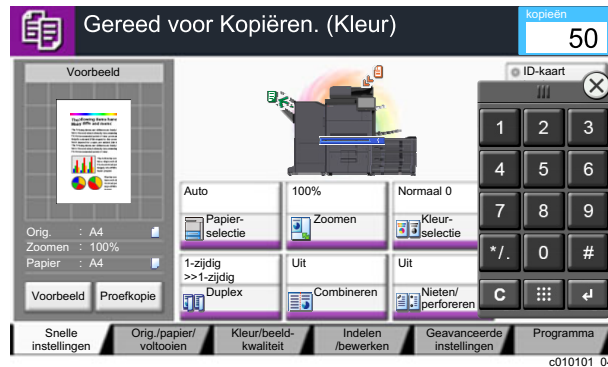 Gereed voor Kopiëren. (Kleur)
kopieën
50
Voorbeeld
ID-kaart
Orig. : A4
Zoomen : 100%
Papier : A4
Voorbeeld
Proefkopie
Auto
Papier-
selectie
100%
Zoomen
Normaal 0
Kleur-
selectie
1-zijdig
>>1-zijdig
Duplex
Uit
Combineren
Uit
Nieten/
perforeren
1 2 3
4 5 6
7 8 9
*/. 0 #
C
Snelle
instellingen
Orig./papier/
voltooien
Kleur/beeld-
kwaliteit
Indelen
/bewerken
Geavanceerde
instellingen
Programma